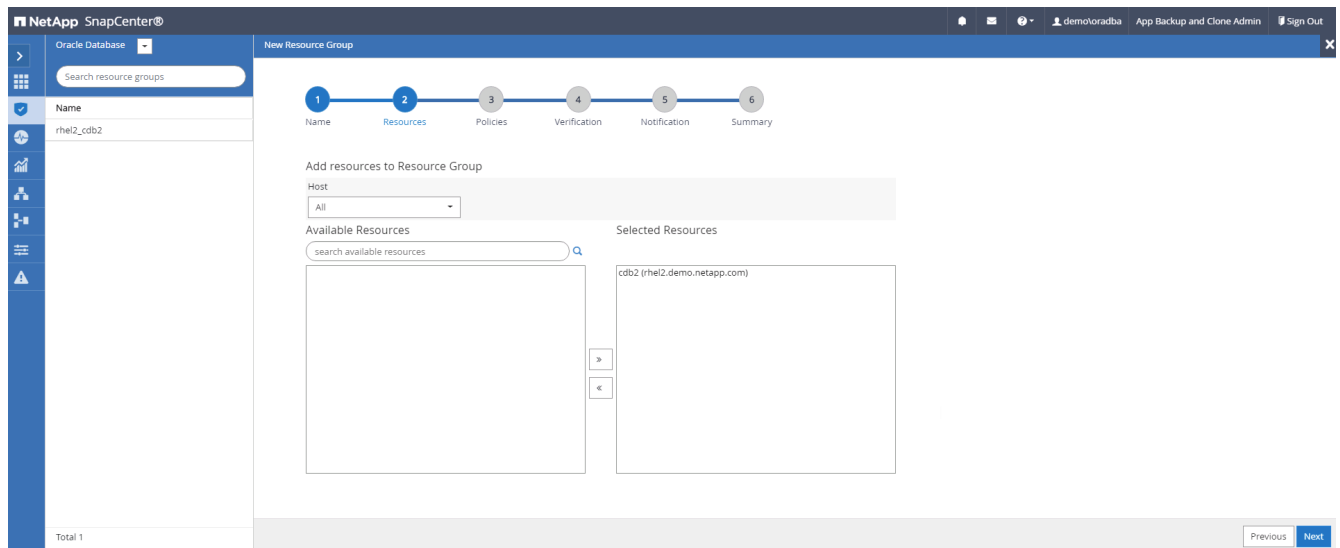 NetApp SnapCenter®
demo\oradba App Backup and Clone Admin Sign Out
Oracle Database
New Resource Group
Search resource groups
Name
rhel2_cdb2
1 2 3 4 5 6
Name Resources Policies Verification Notification Summary
Add resources to Resource Group
Host
All
Available Resources
Selected Resources
search available resources
cdb2 (rhel2.demo.netapp.com)
»
«
Total 1
Previous Next